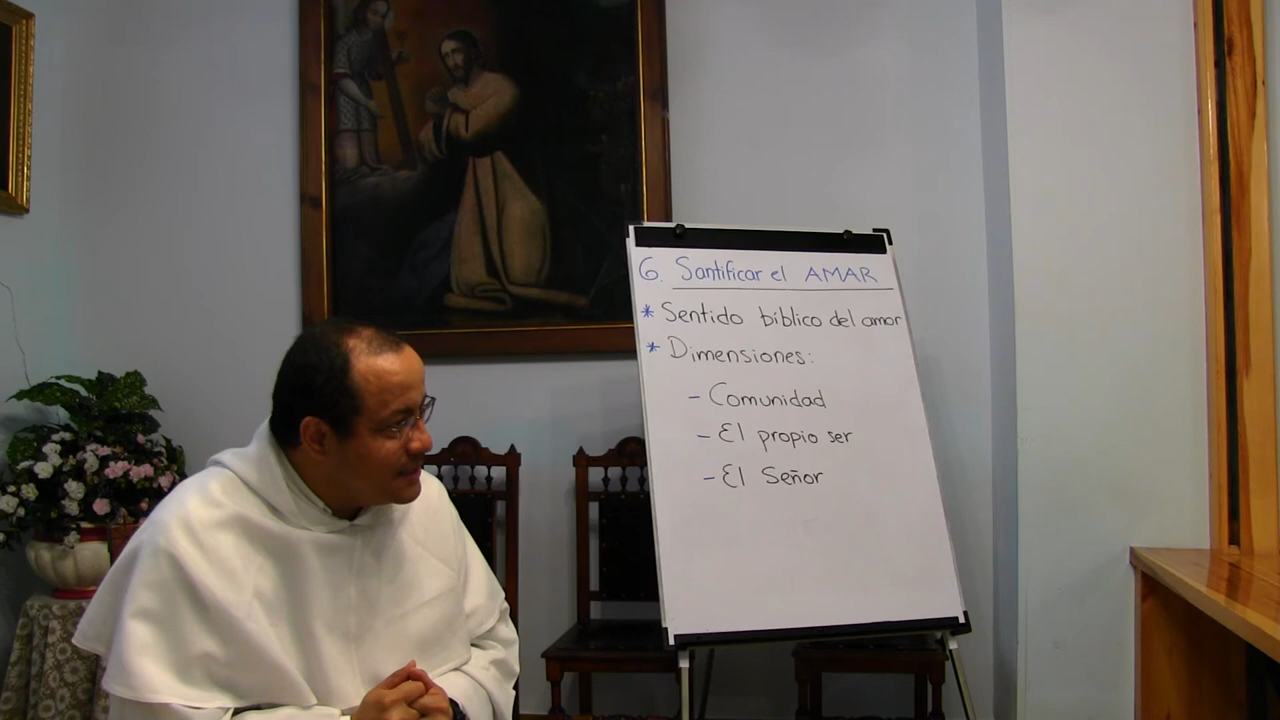 6. Santificar el AMAR
* Sentido bíblico del amor
* Dimensiones:
- Comunidad
- El propio ser
- El Señor